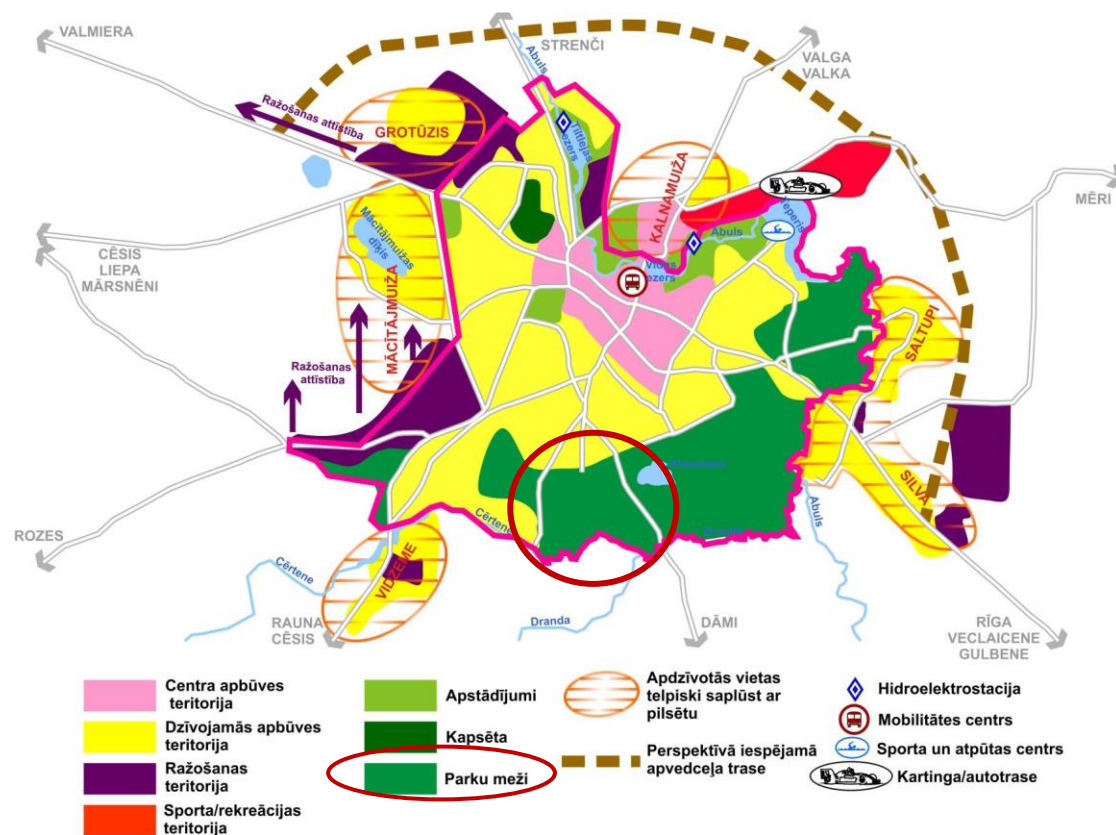 VALMIERA
STRENČI
VALGA
VALKA
Abuls
Ražošanas
attīstība
GROTŪZIS
Tiltlejas
ezers
KALNAMUIŽA
MĒRI
CĒSIS
LIEPA
MĀRSNĒNI
Mācītājmuižas
dīķis
MĀCĪTĀJMUIŽA
Abuls
Vidus
ezers
SALTUPI
Ražošanas
attīstība
SILVA
Abuls
ROZES
Cērtene
Cērtene
VIDZEME
RAUNA
CĒSIS
Dranda
DĀMI
RĪGA
VECLAICENE
GULBENE
Centra apbūves
teritorija
Dzīvojamās apbūves
teritorija
Ražošanas
teritorija
Sporta/rekreācijas
teritorija
Apstādījumi
Kapsēta
Parku meži
Apdzīvotās vietas
telpiski saplūst ar
pilsētu
Perspektīvā iespējamā
apvedceļa trase
Hidroelektrostacija
Mobilitātes centrs
Sporta un atpūtas centrs
Kartinga/autotrase